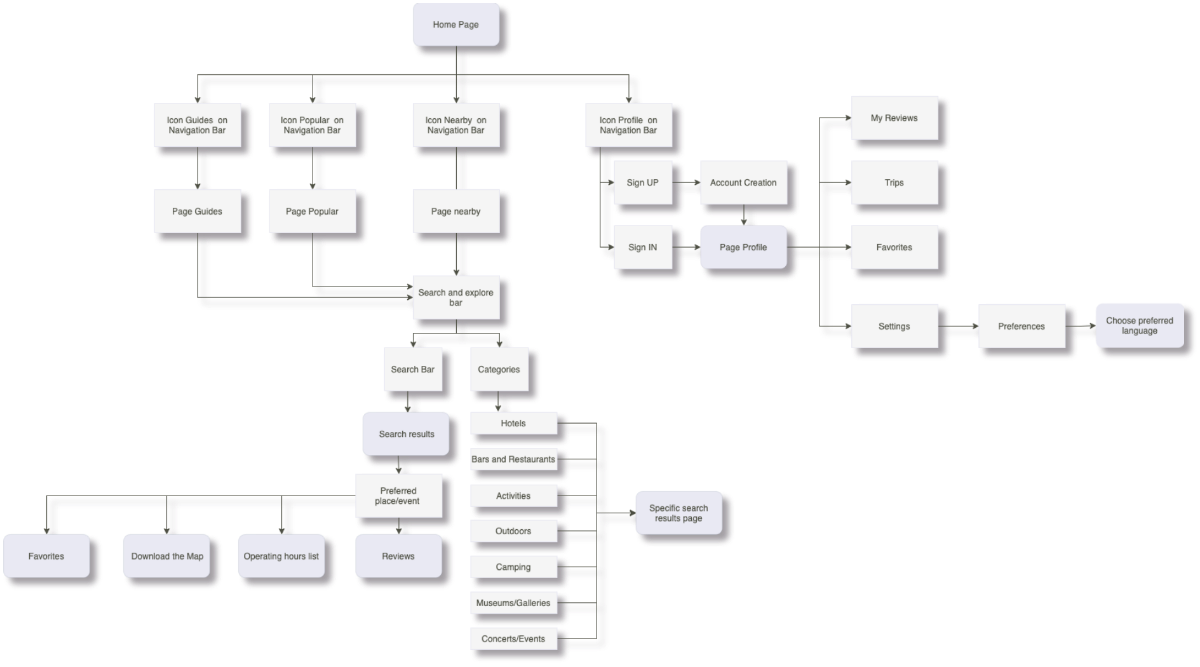 Home Page
Icon Guides on
Navigation Bar
Icon Popular on
Navigation Bar
Icon Nearby on
Navigation Bar
Icon Profile on
Navigation Bar
My Reviews
Sign UP
Account Creation
Trips
Page Guides
Page Popular
Page nearby
Sign IN
Page Profile
Favorites
Search and explore
bar
Settings
Preferences
Choose preferred
language
Search Bar
Categories
Search results
Hotels
Bars and Restaurants
Preferred
place/event
Activities
Specific search
results page
Outdoors
Favorites
Download the Map
Operating hours list
Reviews
Camping
Museums/Galleries
Concerts/Events